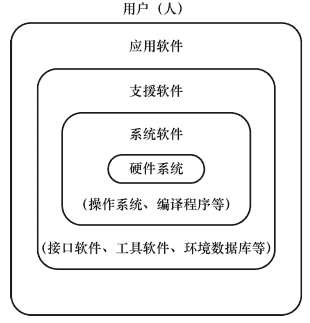 用户（人）
应用软件
支援软件
系统软件
硬件系统
(操作系统、编译程序等)
(接口软件、工具软件、环境数据库等)